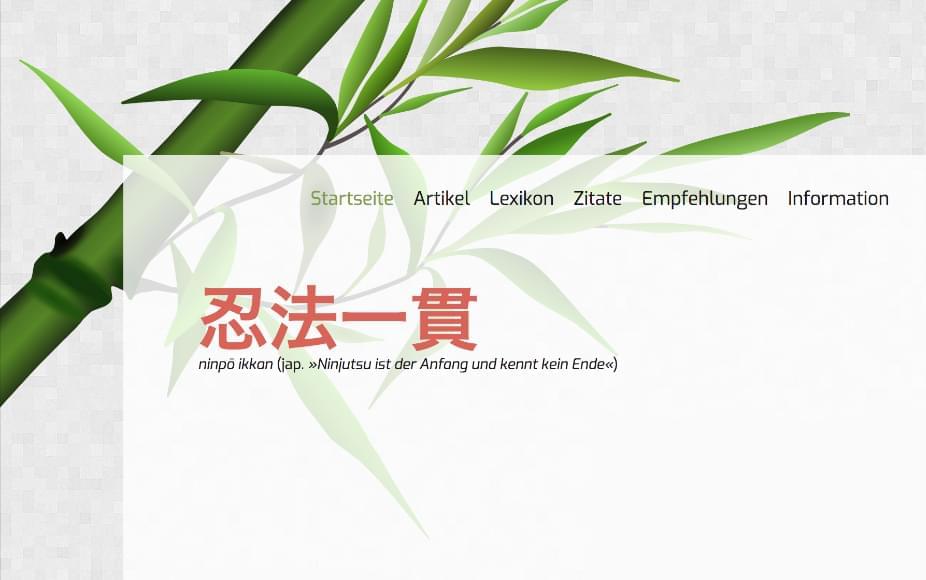 Startseite Artikel Lexikon Zitate Empfehlungen Information
忍法一貫
ninpō ikkan (jap. »Ninjutsu ist der Anfang und kennt kein Ende«)